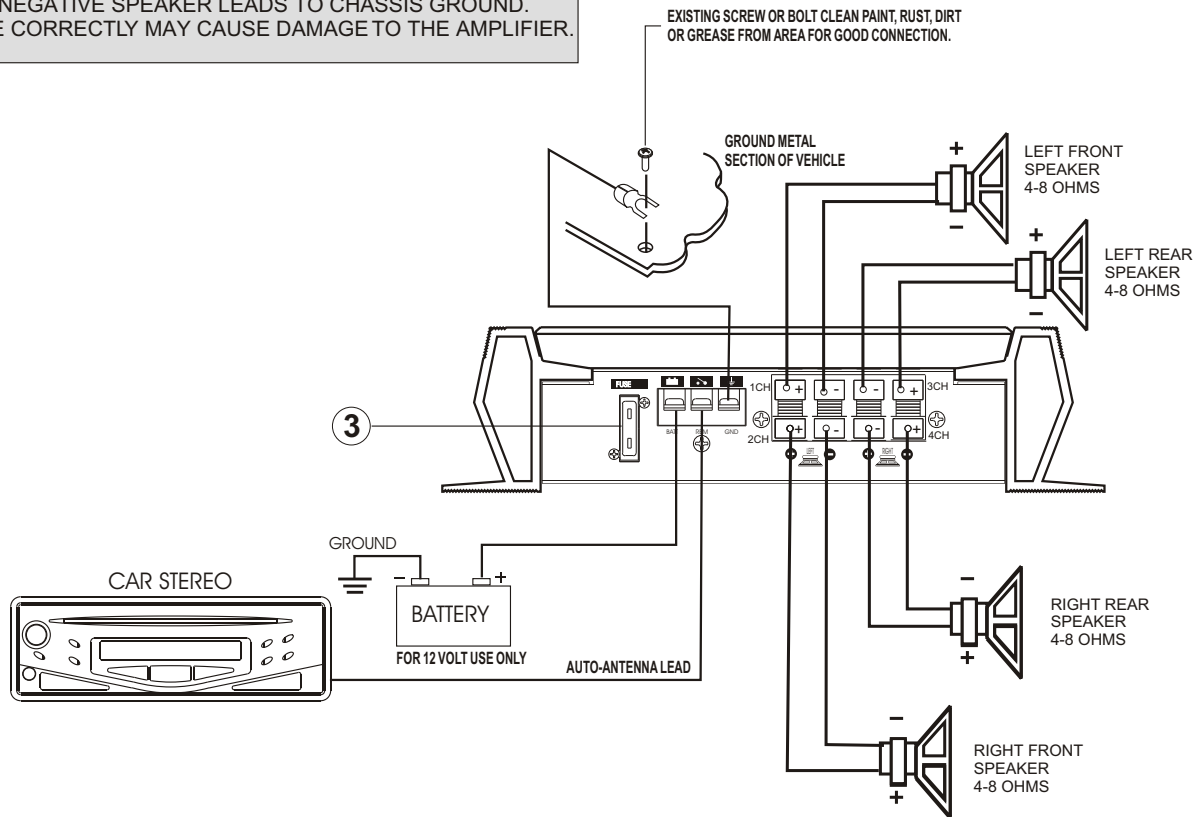 NEGATIVE SPEAKER LEADS TO CHASSIS GROUND.
CORRECTLY MAY CAUSE DAMAGE TO THE AMPLIFIER.
EXISTING SCREW OR BOLT CLEAN PAINT, RUST, DIRT
OR GREASE FROM AREA FOR GOOD CONNECTION.
GROUND METAL
SECTION OF VEHICLE
+
-
LEFT FRONT
SPEAKER
4-8 OHMS
+
-
LEFT REAR
SPEAKER
4-8 OHMS
3
FUSE
BATT
REM
GND
1CH + - - + 3CH
2CH + - - + 4CH
LEFT
RIGHT
GROUND
- +
BATTERY
FOR 12 VOLT USE ONLY
CAR STEREO
AUTO-ANTENNA LEAD
-
+
RIGHT REAR
SPEAKER
4-8 OHMS
-
+
RIGHT FRONT
SPEAKER
4-8 OHMS